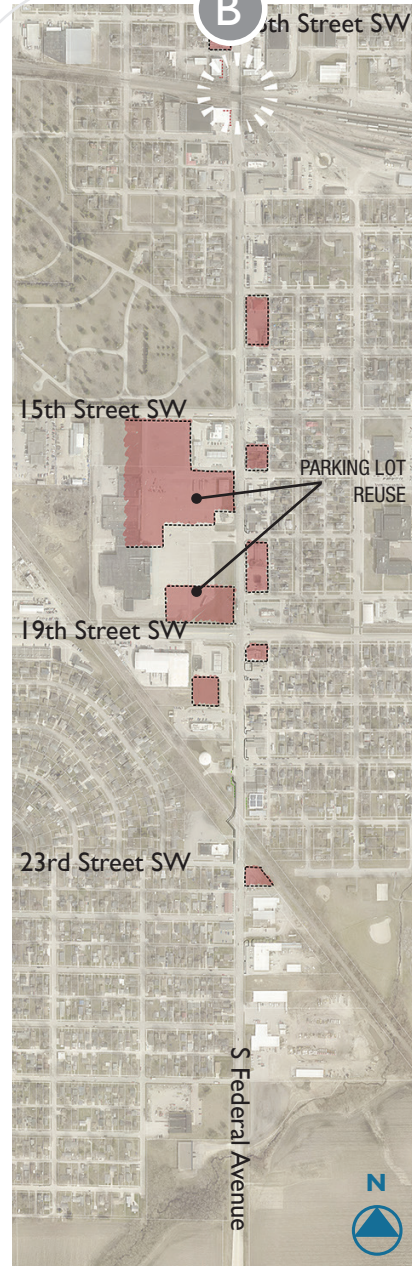 B
th Street SW
15th Street SW
PARKING LOT
REUSE
19th Street SW
23rd Street SW
S Federal Avenue
N